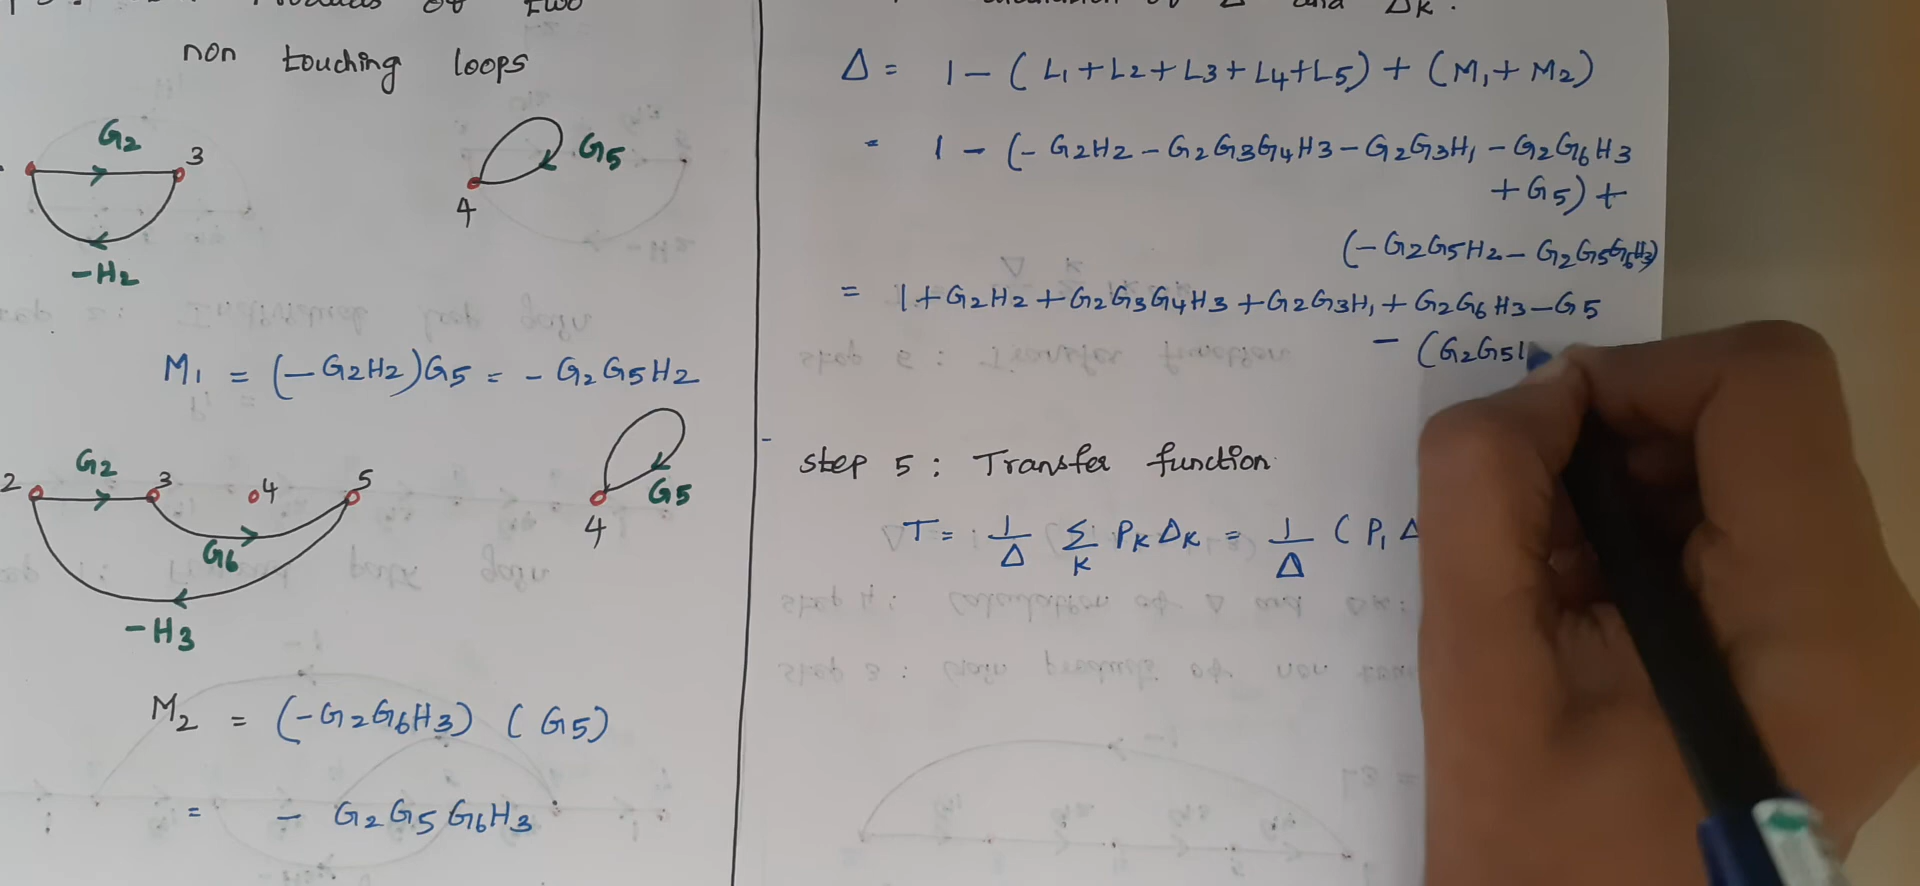 non touching loops
G2
3
-H2
G5
4
M1 = (-G2H2)G5 = - G2G5H2
2
G2
3
4
5
G6
-H3
G5
4
M2 = (-G2G6H3) (G5)
= - G2G5G6H3
Δ = 1 - (L1+L2+L3+L4+L5) + (M1+M2)
= 1 - (-G2H2-G2G3G4H3-G2G3H1-G2G6H3
+G5) +
(-G2G5H2-G2G5G6H3)
= 1+G2H2+G2G3G4H3+G2G3H1+G2G6H3-G5
- (G2G5
step 5: Transfer function
T = 1/Δ Σ_K PK ΔK = 1/Δ (P1 Δ